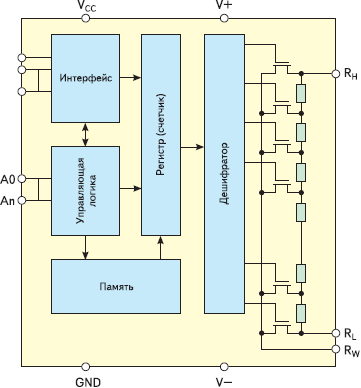 VCC
V+
Интерфейс
RH
Регистр (счетчик)
Дешифратор
A0
An
Управляющая
логика
Память
RL
RW
GND
V−